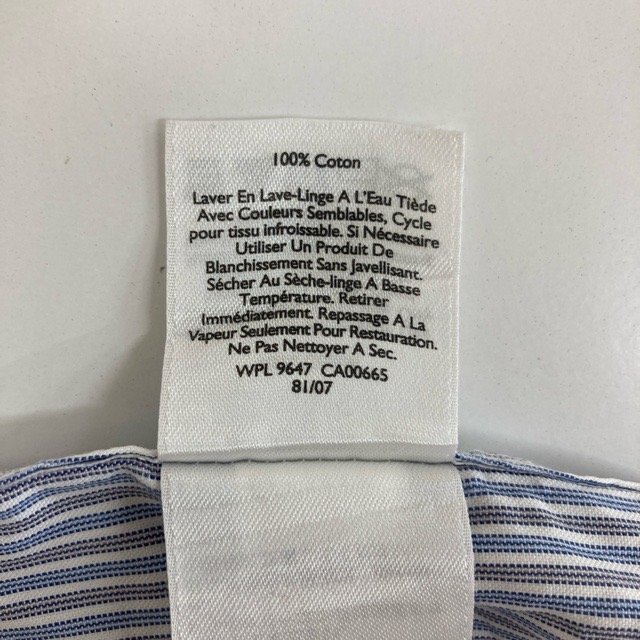 100% Coton
Laver En Lave-Linge A L'Eau Tiède
Avec Couleurs Semblables, Cycle
pour tissu infroissable. Si Nécessaire
Utiliser Un Produit De
Blanchissement Sans Javellisant.
Sécher Au Sèche-linge A Basse
Température. Retirer
Immédiatement. Repassage A La
Vapeur Seulement Pour Restauration.
Ne Pas Nettoyer A Sec.
WPL 9647 CA00665
81/07